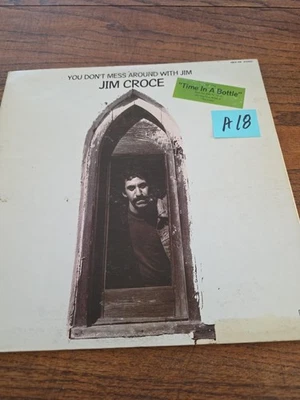 YOU DON'T MESS AROUND WITH JIM
JIM CROCE
"Time In A Bottle"
A18